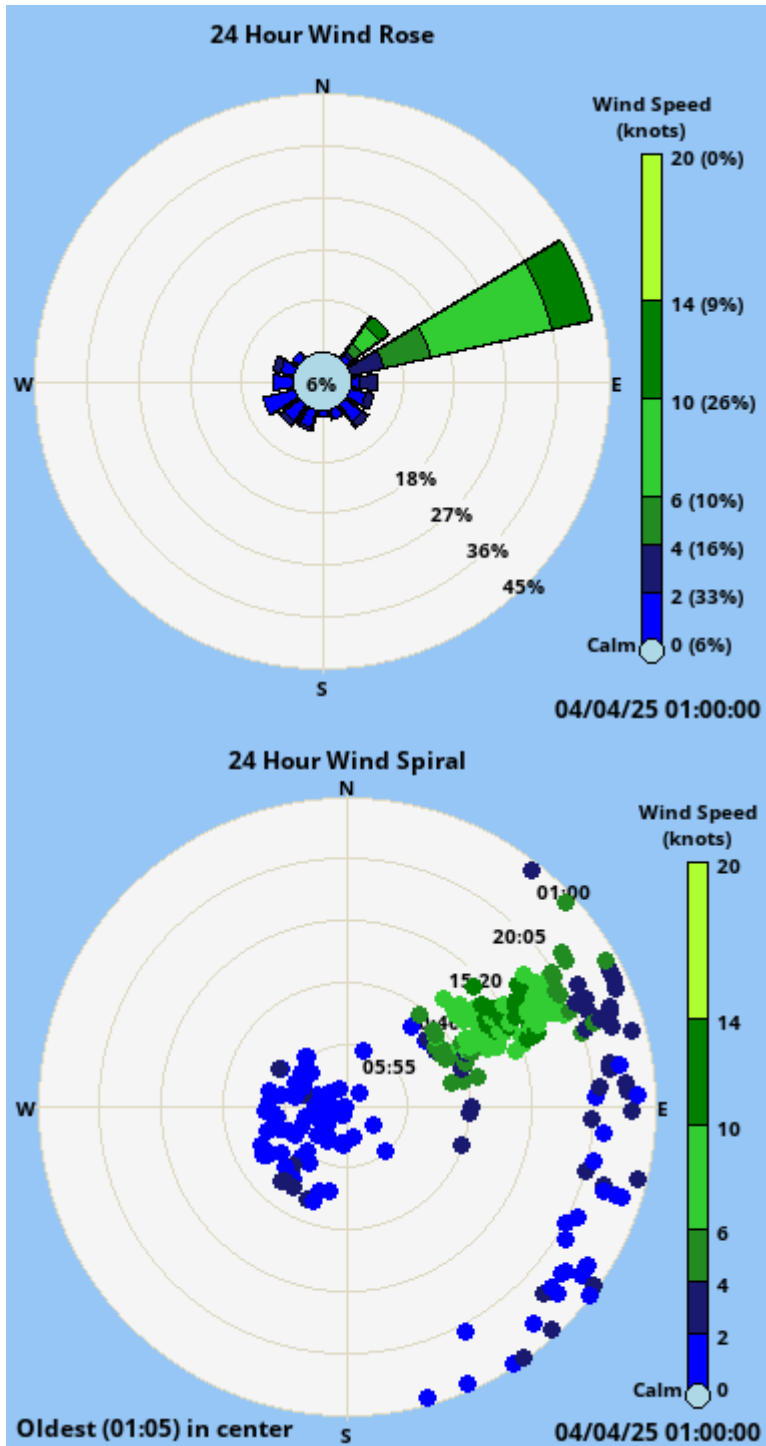 24 Hour Wind Rose
N
Wind Speed
(knots)
20 (0%)
14 (9%)
W
6%
E
10 (26%)
18%
6 (10%)
27%
4 (16%)
36%
2 (33%)
45%
Calm
0 (6%)
S
04/04/25 01:00:00
24 Hour Wind Spiral
N
Wind Speed
(knots)
20
01:00
20:05
15:20
14
05:55
W
E
10
6
4
2
Calm
0
Oldest (01:05) in center
S
04/04/25 01:00:00